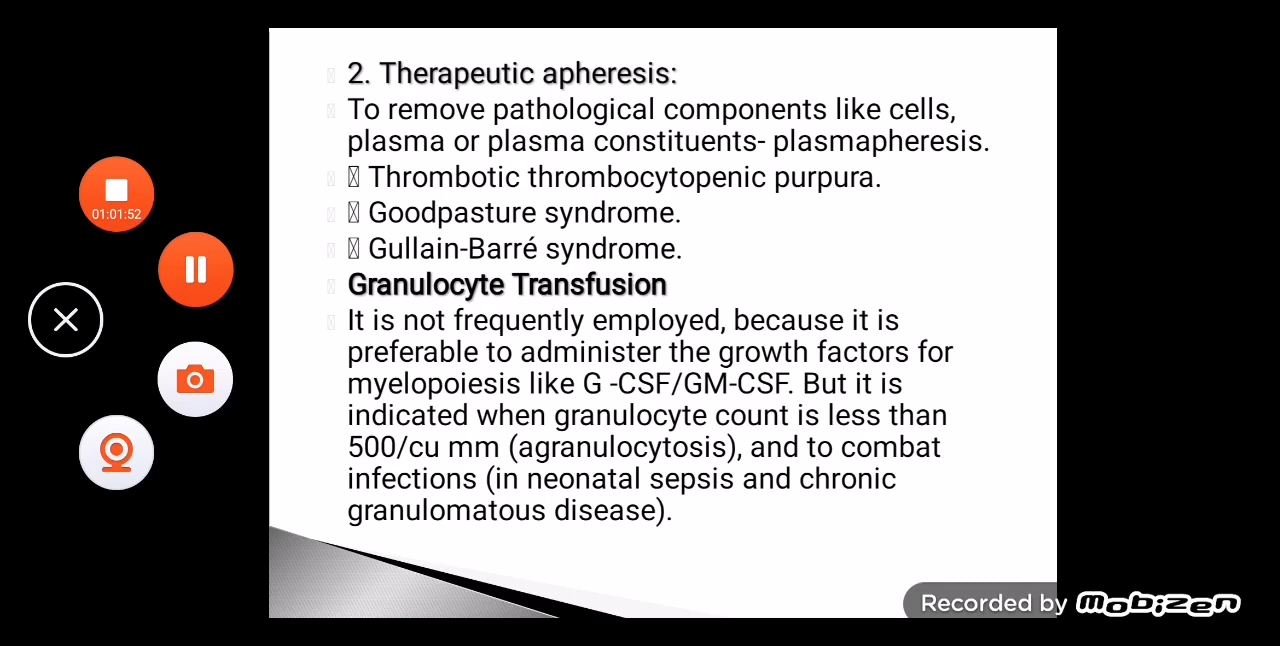 2. Therapeutic apheresis:
To remove pathological components like cells,
plasma or plasma constituents- plasmapheresis.
Thrombotic thrombocytopenic purpura.
Goodpasture syndrome.
Gullain-Barré syndrome.
Granulocyte Transfusion
It is not frequently employed, because it is
preferable to administer the growth factors for
myelopoiesis like G -CSF/GM-CSF. But it is
indicated when granulocyte count is less than
500/cu mm (agranulocytosis), and to combat
infections (in neonatal sepsis and chronic
granulomatous disease).
01:01:52
Recorded by mobizen